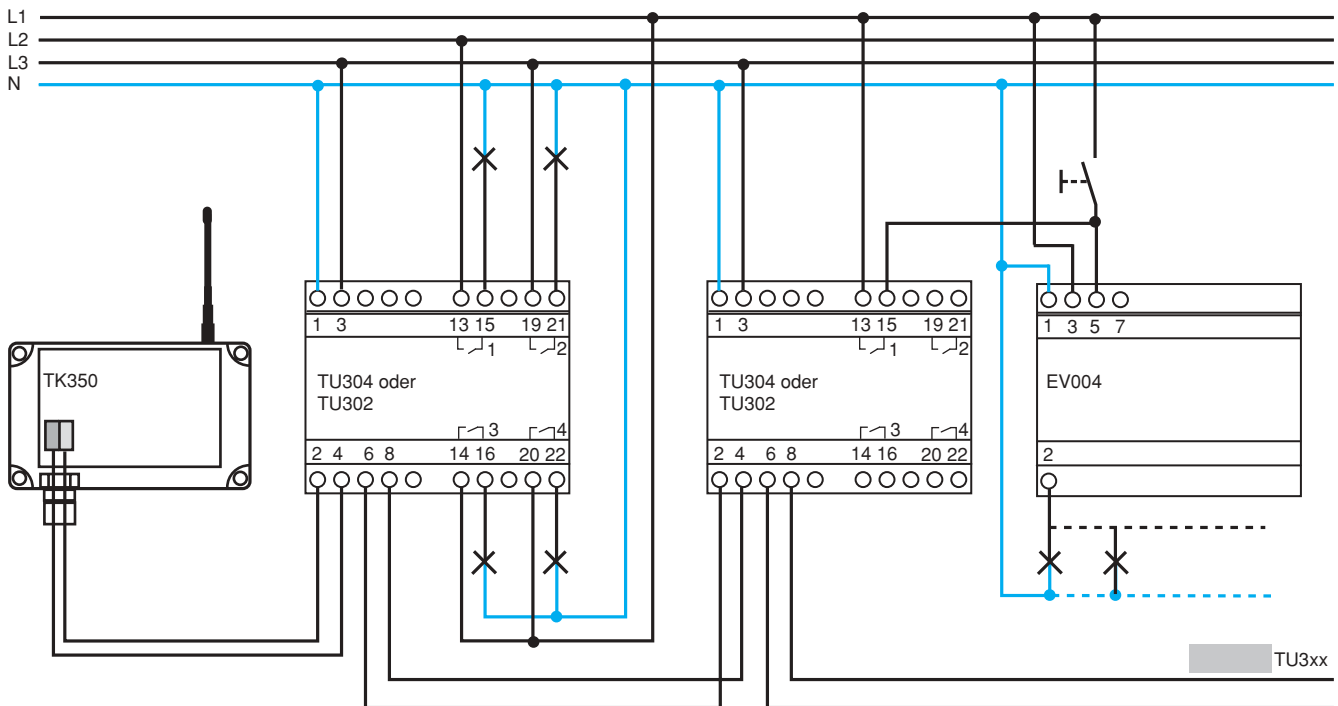 L1
L2
L3
N
1 3 13 15 19 21
1 2
TK350
TU304 oder
TU302
3 4
2 4 6 8 14 16 20 22
1 3 13 15 19 21
1 2
TU304 oder
TU302
3 4
2 4 6 8 14 16 20 22
1 3 5 7
EV004
2
TU3xx